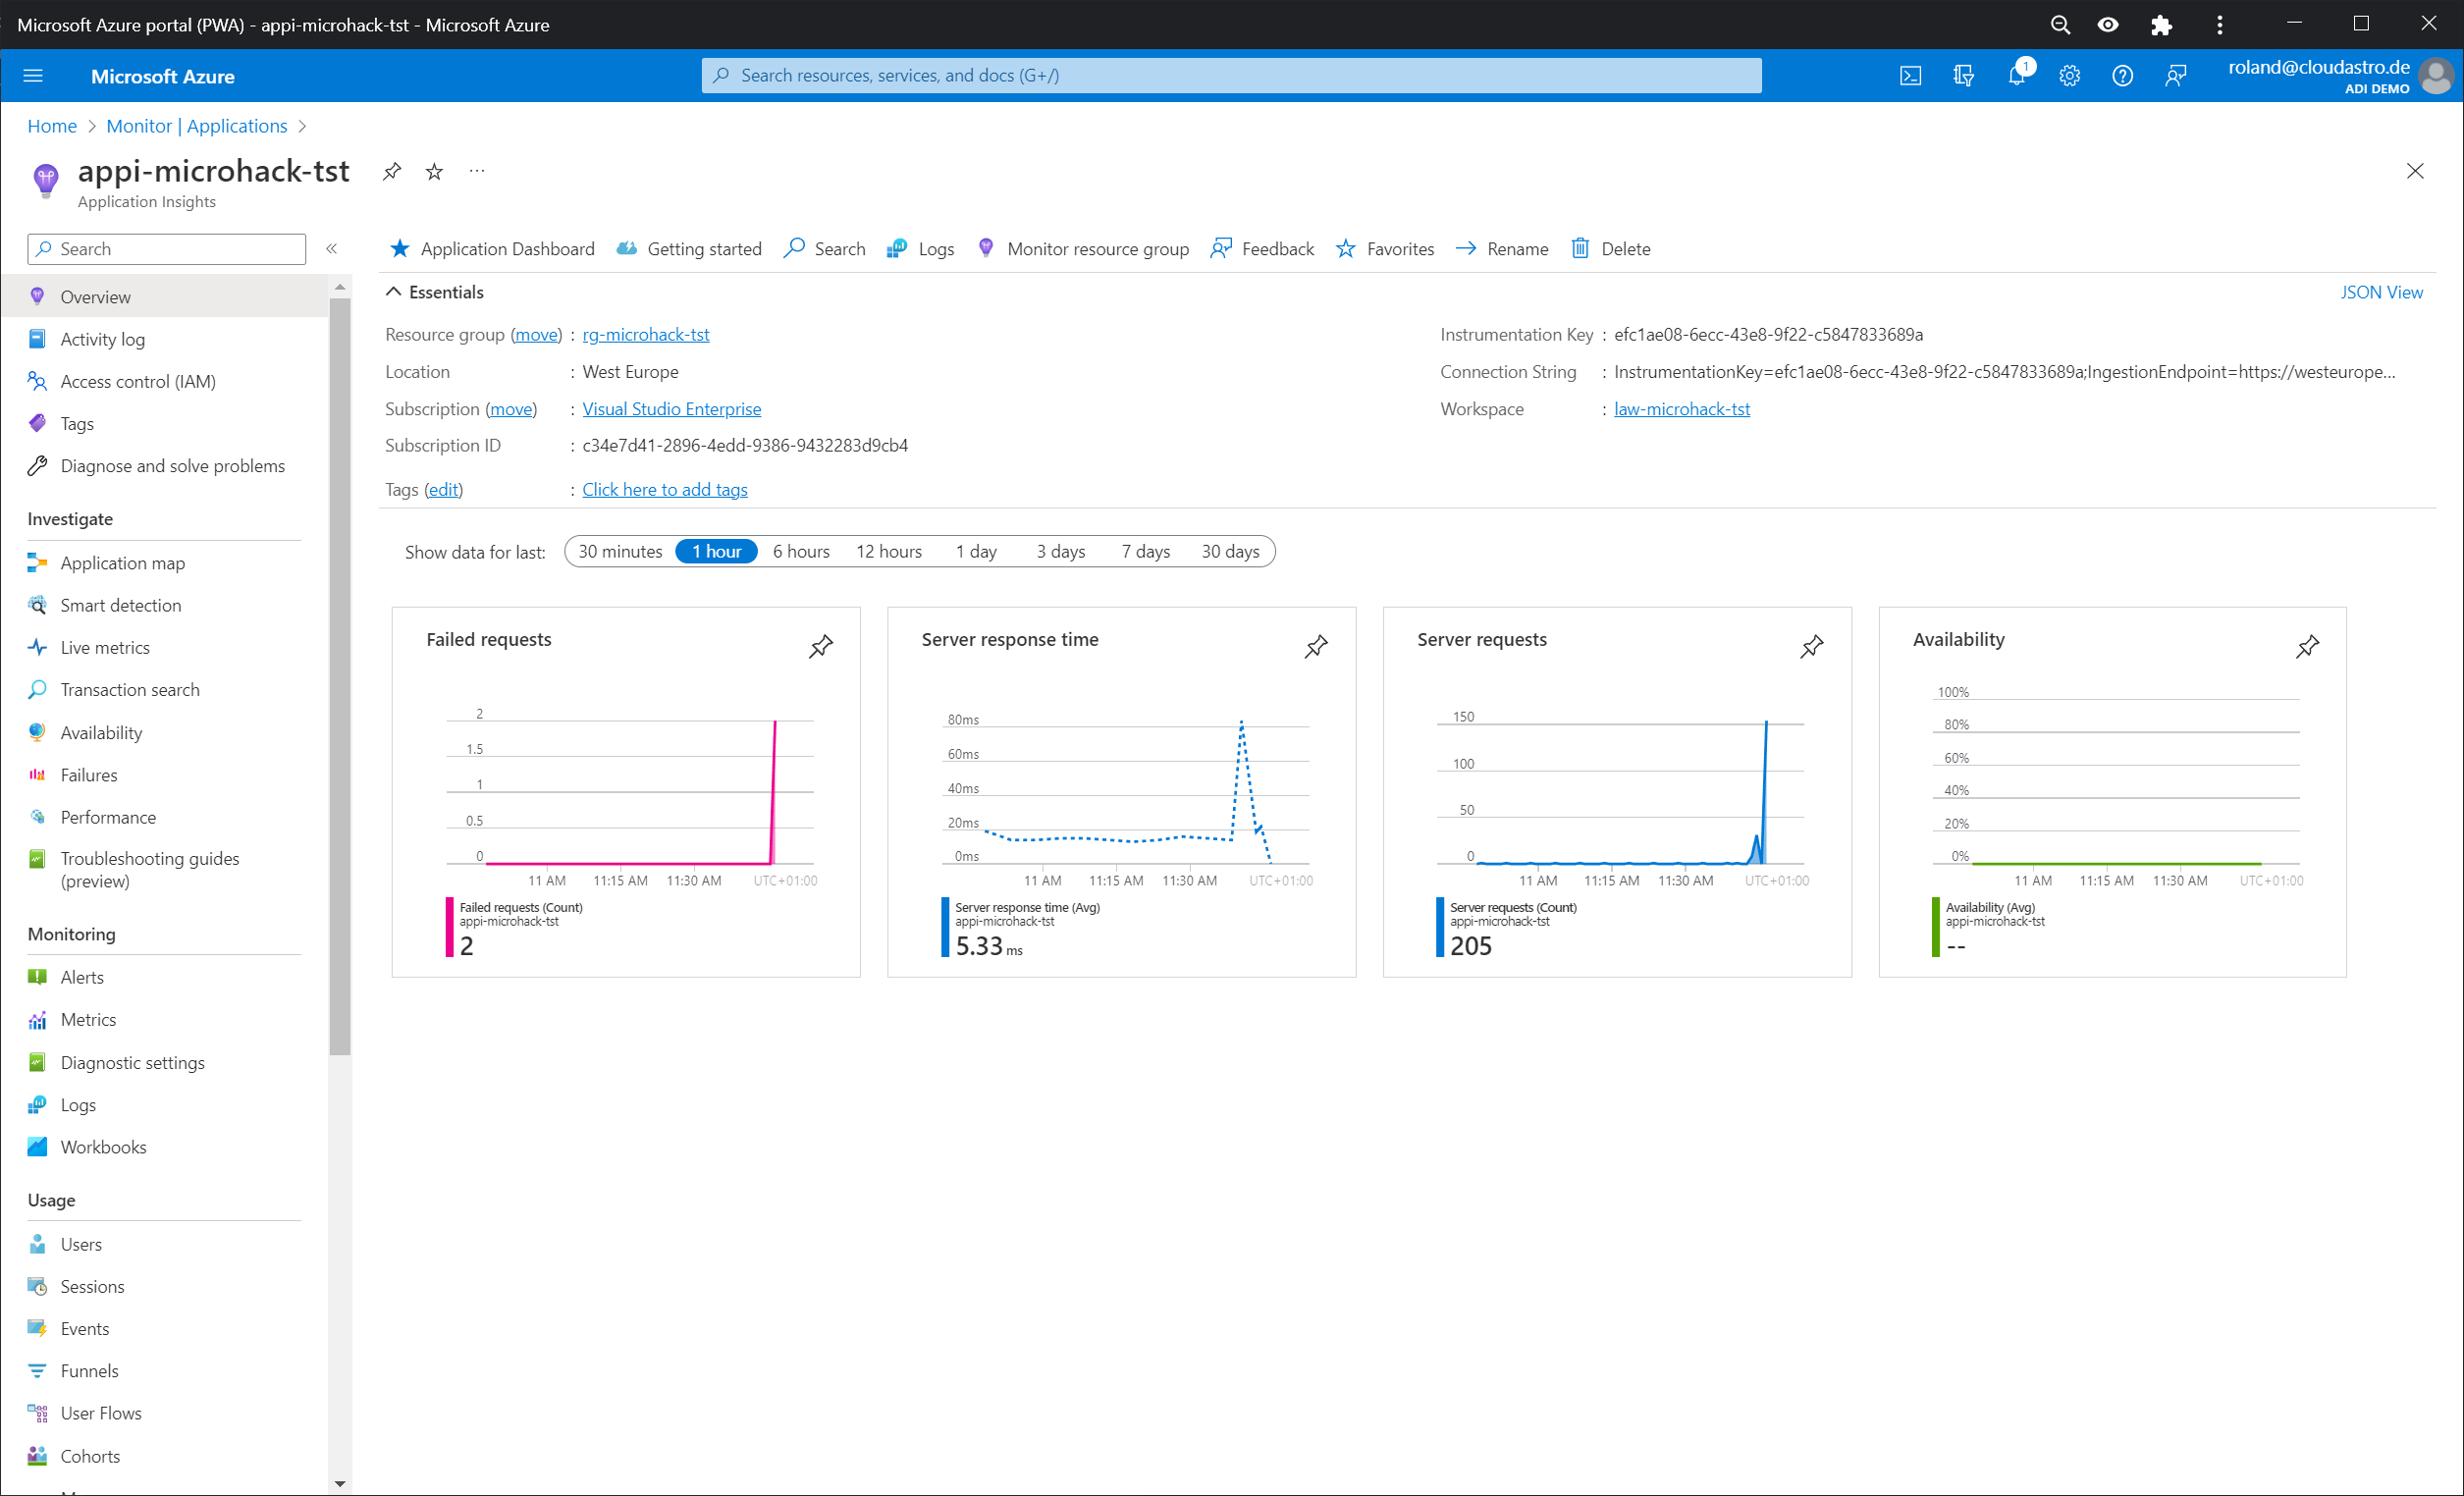 Microsoft Azure portal (PWA) - appi-microhack-tst - Microsoft Azure
Microsoft Azure
Search resources, services, and docs (G+/)
1
roland@cloudastro.de
ADI DEMO
Home > Monitor | Applications >
appi-microhack-tst
Application Insights
Search
Overview
Activity log
Access control (IAM)
Tags
Diagnose and solve problems
Investigate
Application map
Smart detection
Live metrics
Transaction search
Availability
Failures
Performance
Troubleshooting guides
(preview)
Monitoring
Alerts
Metrics
Diagnostic settings
Logs
Workbooks
Usage
Users
Sessions
Events
Funnels
User Flows
Cohorts
Application Dashboard Getting started Search Logs Monitor resource group Feedback Favorites Rename Delete
Essentials
JSON View
Resource group (move) : rg-microhack-tst
Location : West Europe
Subscription (move) : Visual Studio Enterprise
Subscription ID : c34e7d41-2896-4edd-9386-9432283d9cb4
Tags (edit) : Click here to add tags
Instrumentation Key : efc1ae08-6ecc-43e8-9f22-c5847833689a
Connection String : InstrumentationKey=efc1ae08-6ecc-43e8-9f22-c5847833689a;IngestionEndpoint=https://westeurope...
Workspace : law-microhack-tst
Show data for last: 30 minutes 1 hour 6 hours 12 hours 1 day 3 days 7 days 30 days
Failed requests
2
1.5
1
0.5
0
11 AM 11:15 AM 11:30 AM UTC+01:00
Failed requests (Count)
appi-microhack-tst
2
Server response time
80ms
60ms
40ms
20ms
0ms
11 AM 11:15 AM 11:30 AM UTC+01:00
Server response time (Avg)
appi-microhack-tst
5.33 ms
Server requests
150
100
50
0
11 AM 11:15 AM 11:30 AM UTC+01:00
Server requests (Count)
appi-microhack-tst
205
Availability
100%
80%
60%
40%
20%
0%
11 AM 11:15 AM 11:30 AM UTC+01:00
Availability (Avg)
appi-microhack-tst
--